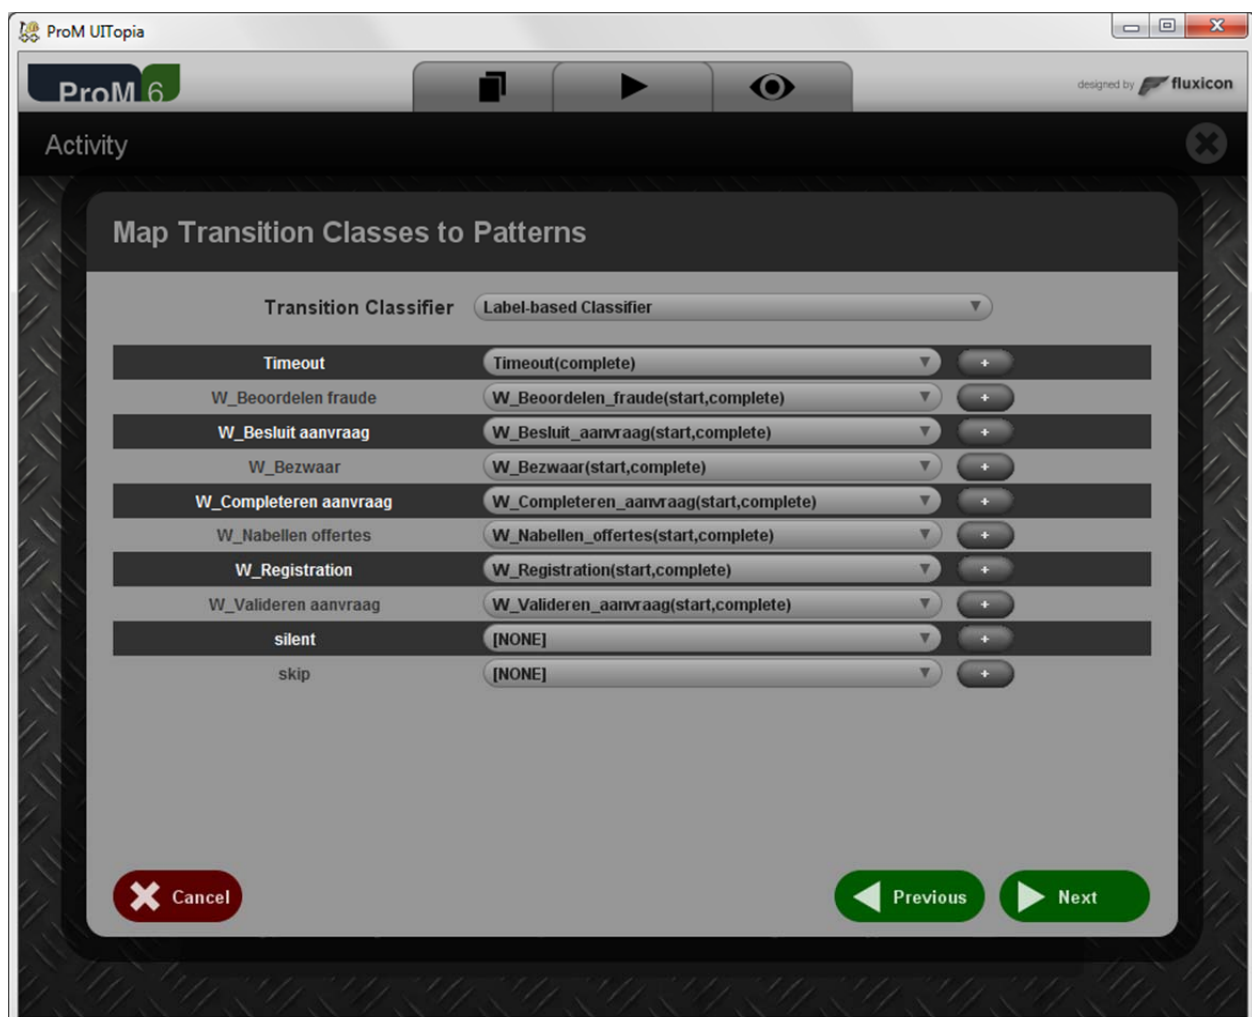 ProM UITopia
ProM 6
designed by fluxicon
Activity
Map Transition Classes to Patterns
Transition Classifier Label-based Classifier
Timeout Timeout(complete) +
W_Beoordelen fraude W_Beoordelen_fraude(start,complete) +
W_Besluit aanvraag W_Besluit_aanvraag(start,complete) +
W_Bezwaar W_Bezwaar(start,complete) +
W_Completeren aanvraag W_Completeren_aanvraag(start,complete) +
W_Nabellen offertes W_Nabellen_offertes(start,complete) +
W_Registration W_Registration(start,complete) +
W_Valideren aanvraag W_Valideren_aanvraag(start,complete) +
silent [NONE] +
skip [NONE] +
Cancel Previous Next